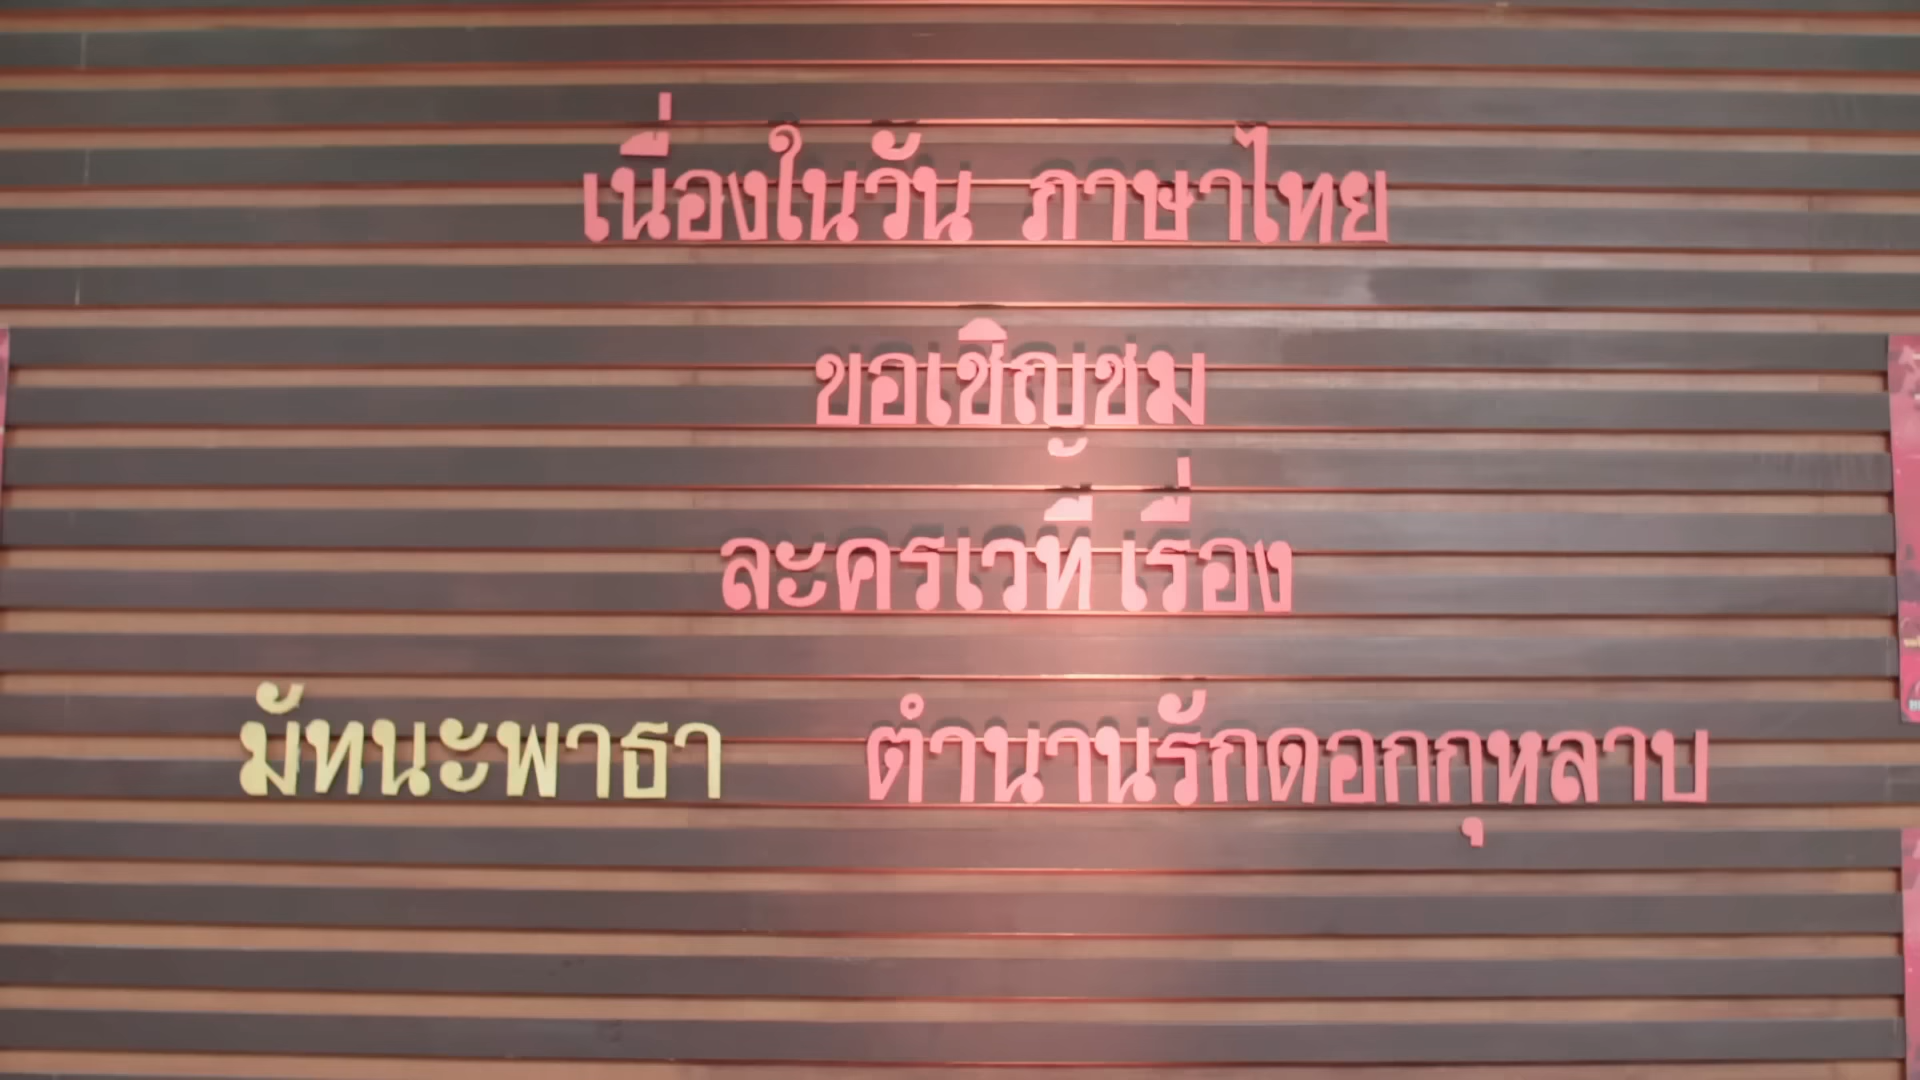 เนื่องในวัน ภาษาไทย
ขอเชิญชม
ละครเวที เรื่อง
มัทนะพาธา ตำนานรักดอกกุหลาบ